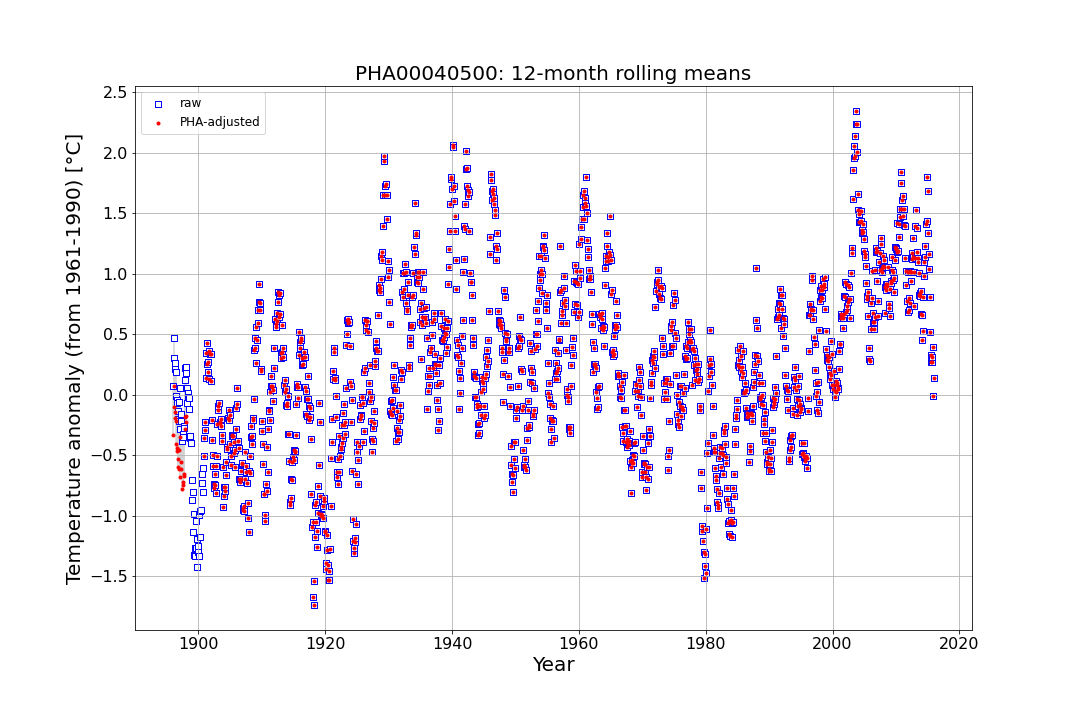 PHA00040500: 12-month rolling means
raw
PHA-adjusted
Temperature anomaly (from 1961-1990) [°C]
2.5
2.0
1.5
1.0
0.5
0.0
−0.5
−1.0
−1.5
1900 1920 1940 1960 1980 2000 2020
Year